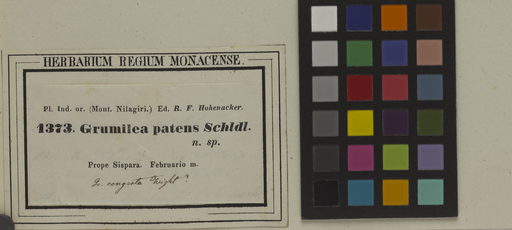 HERBARIUM REGIUM MONACENSE.
Pl. Ind. or. (Mont. Nilagiri.) Ed. R. F. Hohenacker.
1373. Grumilea patens Schldl.
n. sp.
Prope Sispara. Februario m.
congesta Wight?